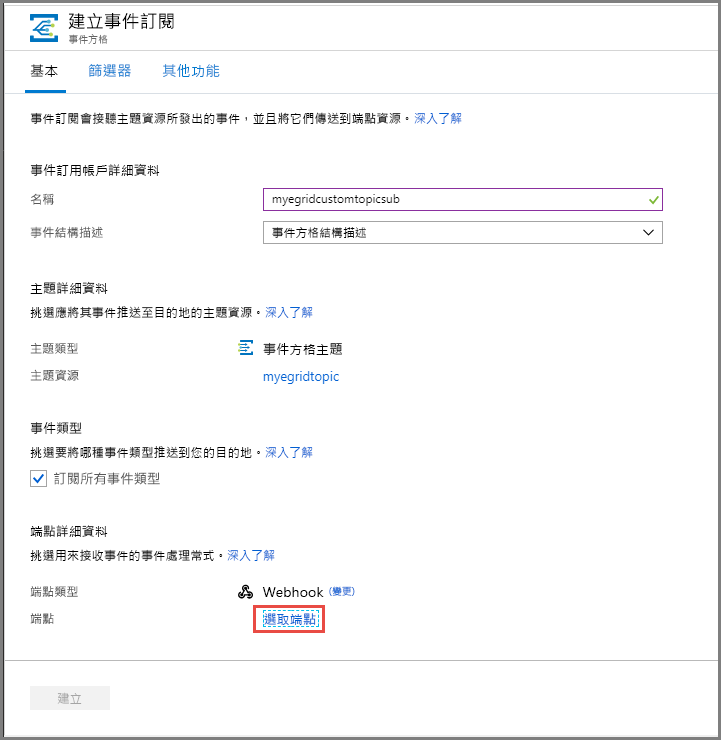 建立事件訂閱
事件方格
基本 篩選器 其他功能
事件訂閱會接聽主題資源所發出的事件，並且將它們傳送到端點資源。深入了解
事件訂用帳戶詳細資料
名稱 myegridcustomtopicsub
事件結構描述 事件方格結構描述
主題詳細資料
挑選應將其事件推送至目的地的主題資源。深入了解
主題類型 事件方格主題
主題資源 myegridtopic
事件類型
挑選要將哪種事件類型推送到您的目的地。深入了解
訂閱所有事件類型
端點詳細資料
挑選用來接收事件的事件處理常式。深入了解
端點類型 Webhook (變更)
端點 選取端點
建立